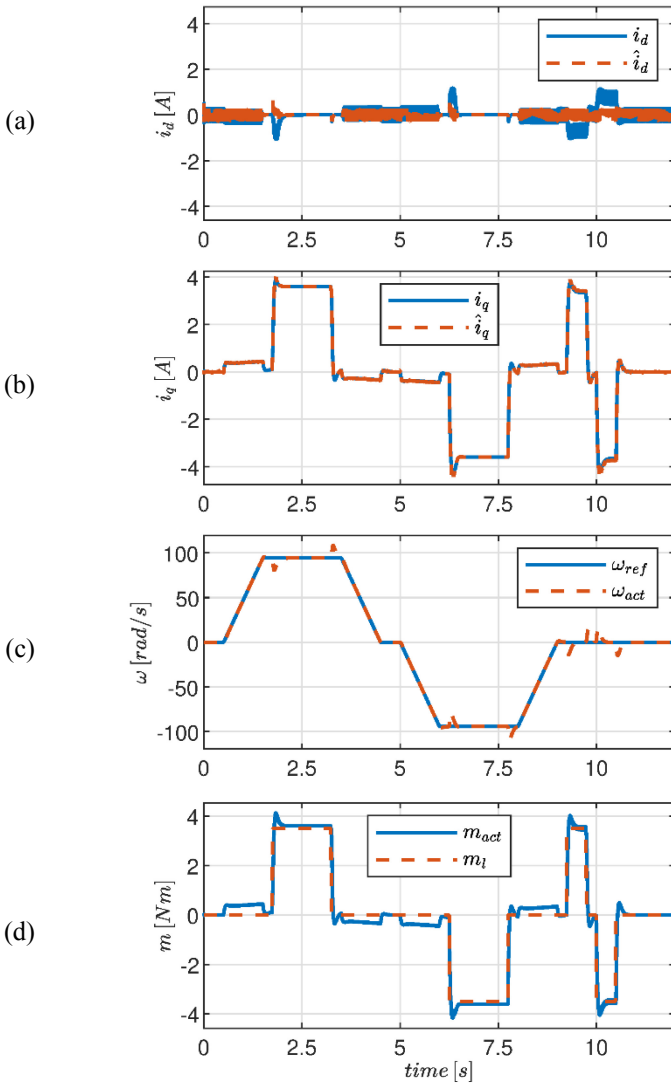 4
2
0
-2
-4
i_d [A]
(a)
i_d
î_d
0 2.5 5 7.5 10
4
2
0
-2
-4
i_q [A]
(b)
i_q
î_q
0 2.5 5 7.5 10
100
50
0
-50
-100
ω [rad/s]
(c)
ω_ref
ω_act
0 2.5 5 7.5 10
4
2
0
-2
-4
m [Nm]
(d)
m_act
m_l
0 2.5 5 7.5 10
time [s]